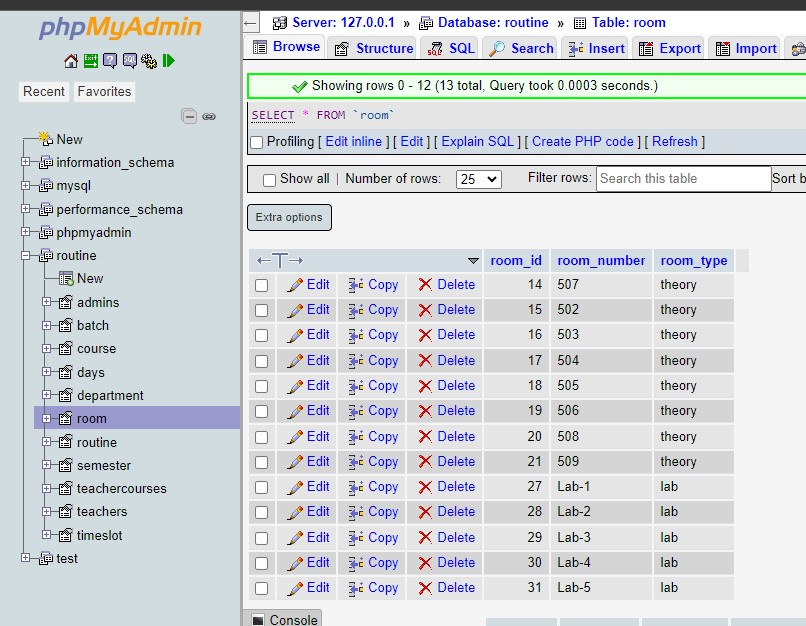 phpMyAdmin
Recent Favorites
New
information_schema
mysql
performance_schema
phpmyadmin
routine
New
admins
batch
course
days
department
room
routine
semester
teachercourses
teachers
timeslot
test
Server: 127.0.0.1 » Database: routine » Table: room
Browse Structure SQL Search Insert Export Import
Showing rows 0 - 12 (13 total, Query took 0.0003 seconds.)
SELECT * FROM `room`
Profiling [ Edit inline ] [ Edit ] [ Explain SQL ] [ Create PHP code ] [ Refresh ]
Show all | Number of rows: 25 Filter rows: Search this table Sort b
Extra options
←T→ room_id room_number room_type
Edit Copy Delete 14 507 theory
Edit Copy Delete 15 502 theory
Edit Copy Delete 16 503 theory
Edit Copy Delete 17 504 theory
Edit Copy Delete 18 505 theory
Edit Copy Delete 19 506 theory
Edit Copy Delete 20 508 theory
Edit Copy Delete 21 509 theory
Edit Copy Delete 27 Lab-1 lab
Edit Copy Delete 28 Lab-2 lab
Edit Copy Delete 29 Lab-3 lab
Edit Copy Delete 30 Lab-4 lab
Edit Copy Delete 31 Lab-5 lab
Console